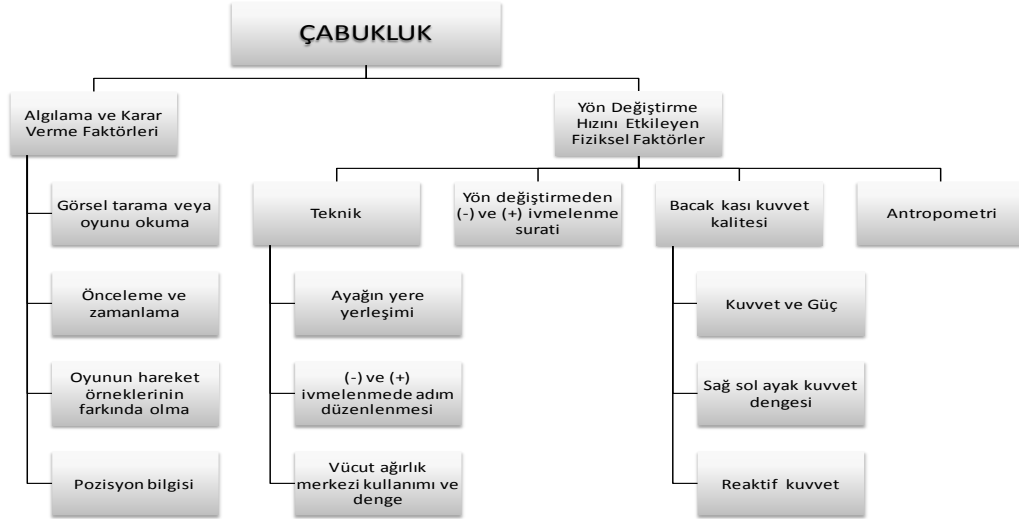 ÇABUKLUK
Algılama ve Karar
Verme Faktörleri
Yön Değiştirme
Hızını Etkileyen
Fiziksel Faktörler
Görsel tarama veya
oyunu okuma
Önceleme ve
zamanlama
Oyunun hareket
örneklerinin
farkında olma
Pozisyon bilgisi
Teknik
Ayağın yere
yerleşimi
(-) ve (+)
ivmelenmede adım
düzenlenmesi
Vücut ağırlık
merkezi kullanımı ve
denge
Yön değiştirmeden
(-) ve (+) ivmelenme
surati
Bacak kası kuvvet
kalitesi
Kuvvet ve Güç
Sağ sol ayak kuvvet
dengesi
Reaktif kuvvet
Antropometri